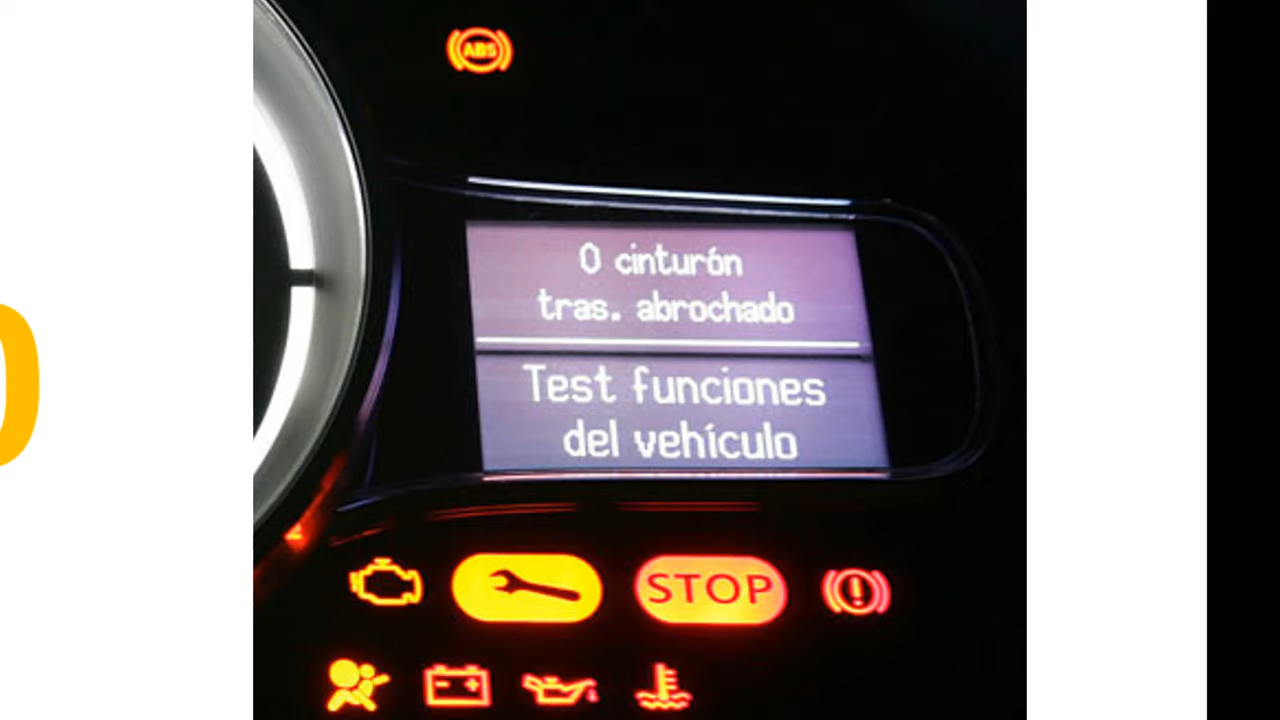 ABS
0 cinturón
tras. abrochado
Test funciones
del vehículo
STOP